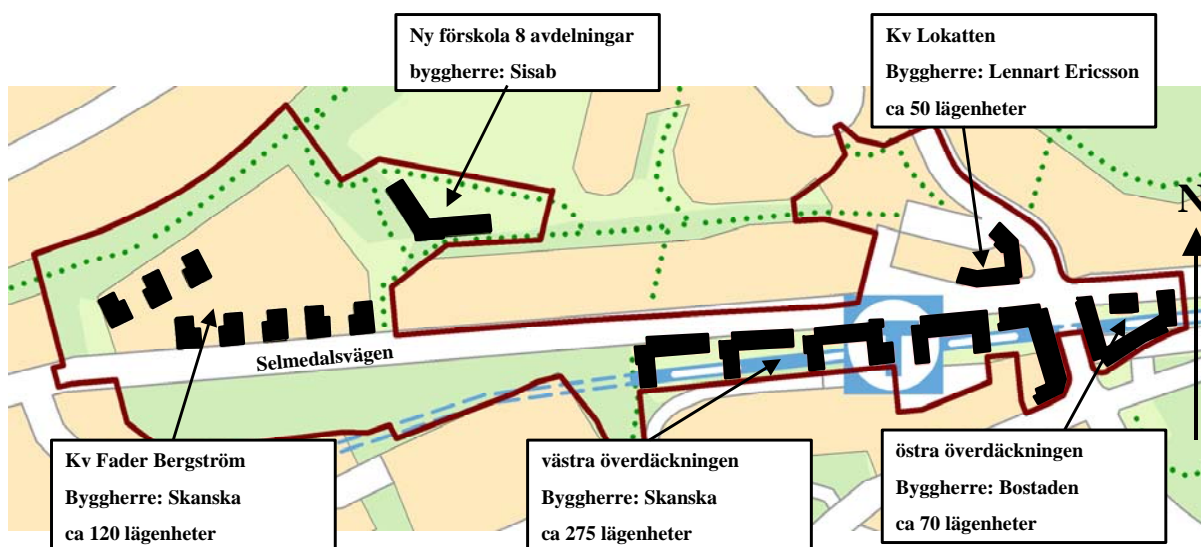 Ny förskola 8 avdelningar
byggherre: Sisab
Kv Lokatten
Byggherre: Lennart Ericsson
ca 50 lägenheter
N
T
Selmedalsvägen
Kv Fader Bergström
Byggherre: Skanska
ca 120 lägenheter
västra överdäckningen
Byggherre: Skanska
ca 275 lägenheter
östra överdäckningen
Byggherre: Bostaden
ca 70 lägenheter